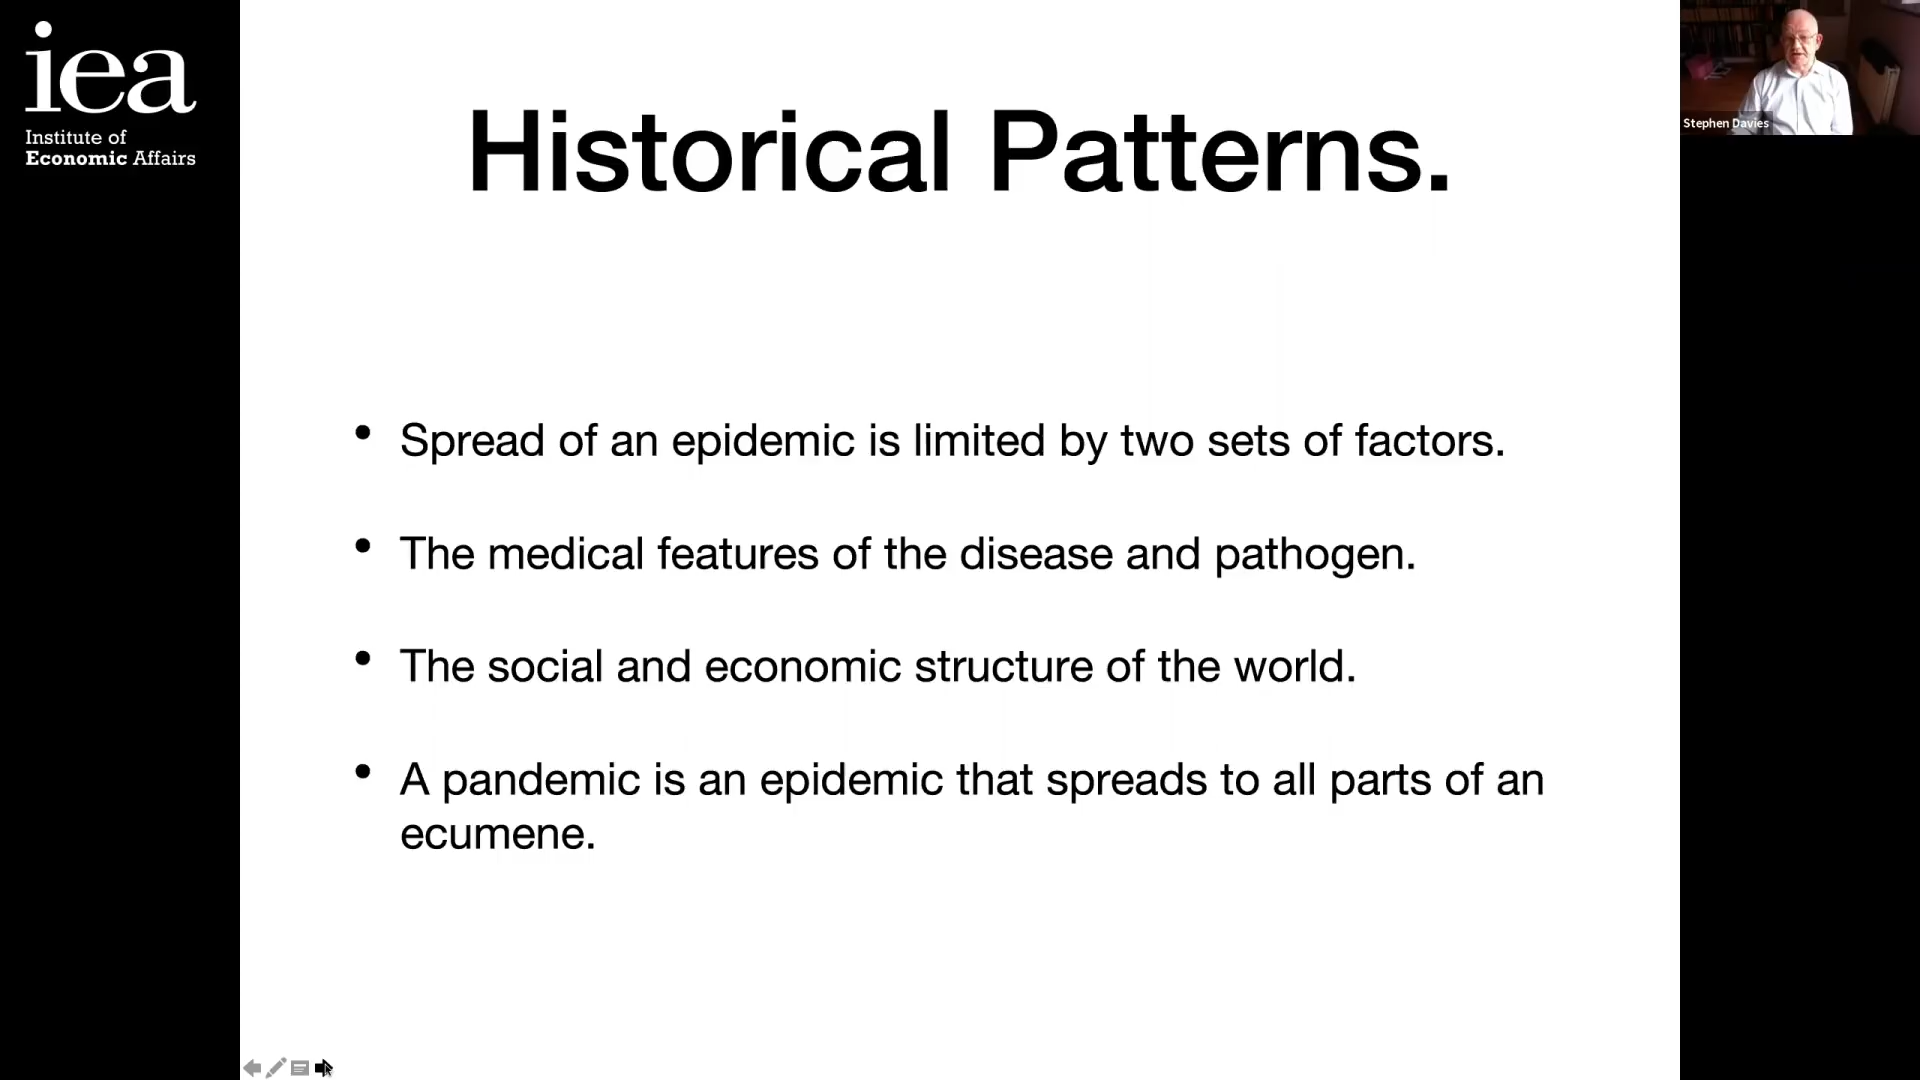 iea
Institute of
Economic Affairs
Historical Patterns.
• Spread of an epidemic is limited by two sets of factors.
• The medical features of the disease and pathogen.
• The social and economic structure of the world.
• A pandemic is an epidemic that spreads to all parts of an
ecumene.
Stephen Davies